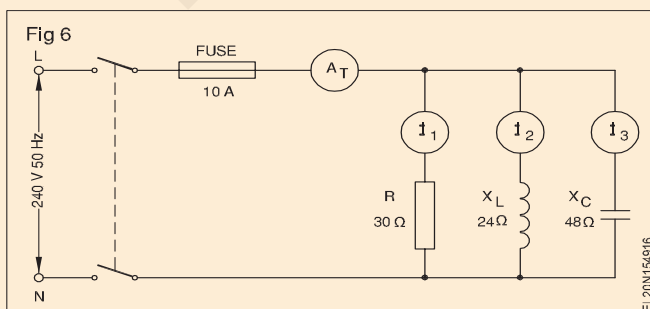 Fig 6
L
FUSE
10 A
A T
240 V 50 Hz
I 1
I 2
I 3
R
30 Ω
X L
24Ω
X C
48Ω
N
EL20N154916